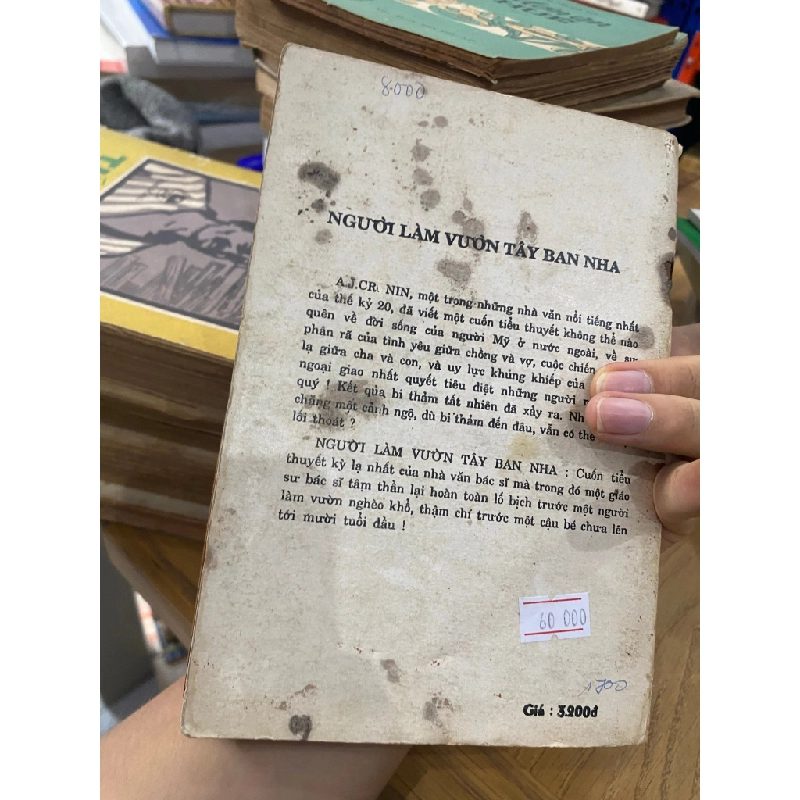 8.000
NGƯỜI LÀM VƯỜN TÂY BAN NHA
A.J.CR NIN, một trong những nhà văn nổi tiếng nhất
của thế kỷ 20, đã viết một cuốn tiểu thuyết không thể nào
quên về đời sống của người Mỹ ở nước ngoài, về sự
phân rã của tình yêu giữa chồng và vợ, cuộc chiến
lạ giữa cha và con, và uy lực khủng khiếp của
ngoại giao nhất quyết tiêu diệt những người
quý ! Kết quả bi thảm tất nhiên đã xẩy ra. Nh
chũng một cảnh ngộ, dù bi thảm đến đâu, vẫn có thể
lối thoát ?
NGƯỜI LÀM VƯỜN TÂY BAN NHA : Cuốn tiểu
thuyết kỳ lạ nhất của nhà văn bác sĩ mà trong đó một giáo
sư bác sĩ tâm thần lại hoàn toàn lố bịch trước một người
làm vườn nghèo khổ, thậm chí trước một cậu bé chưa lên
tới mười tuổi đầu !
60 000
Giá : 3.200đ